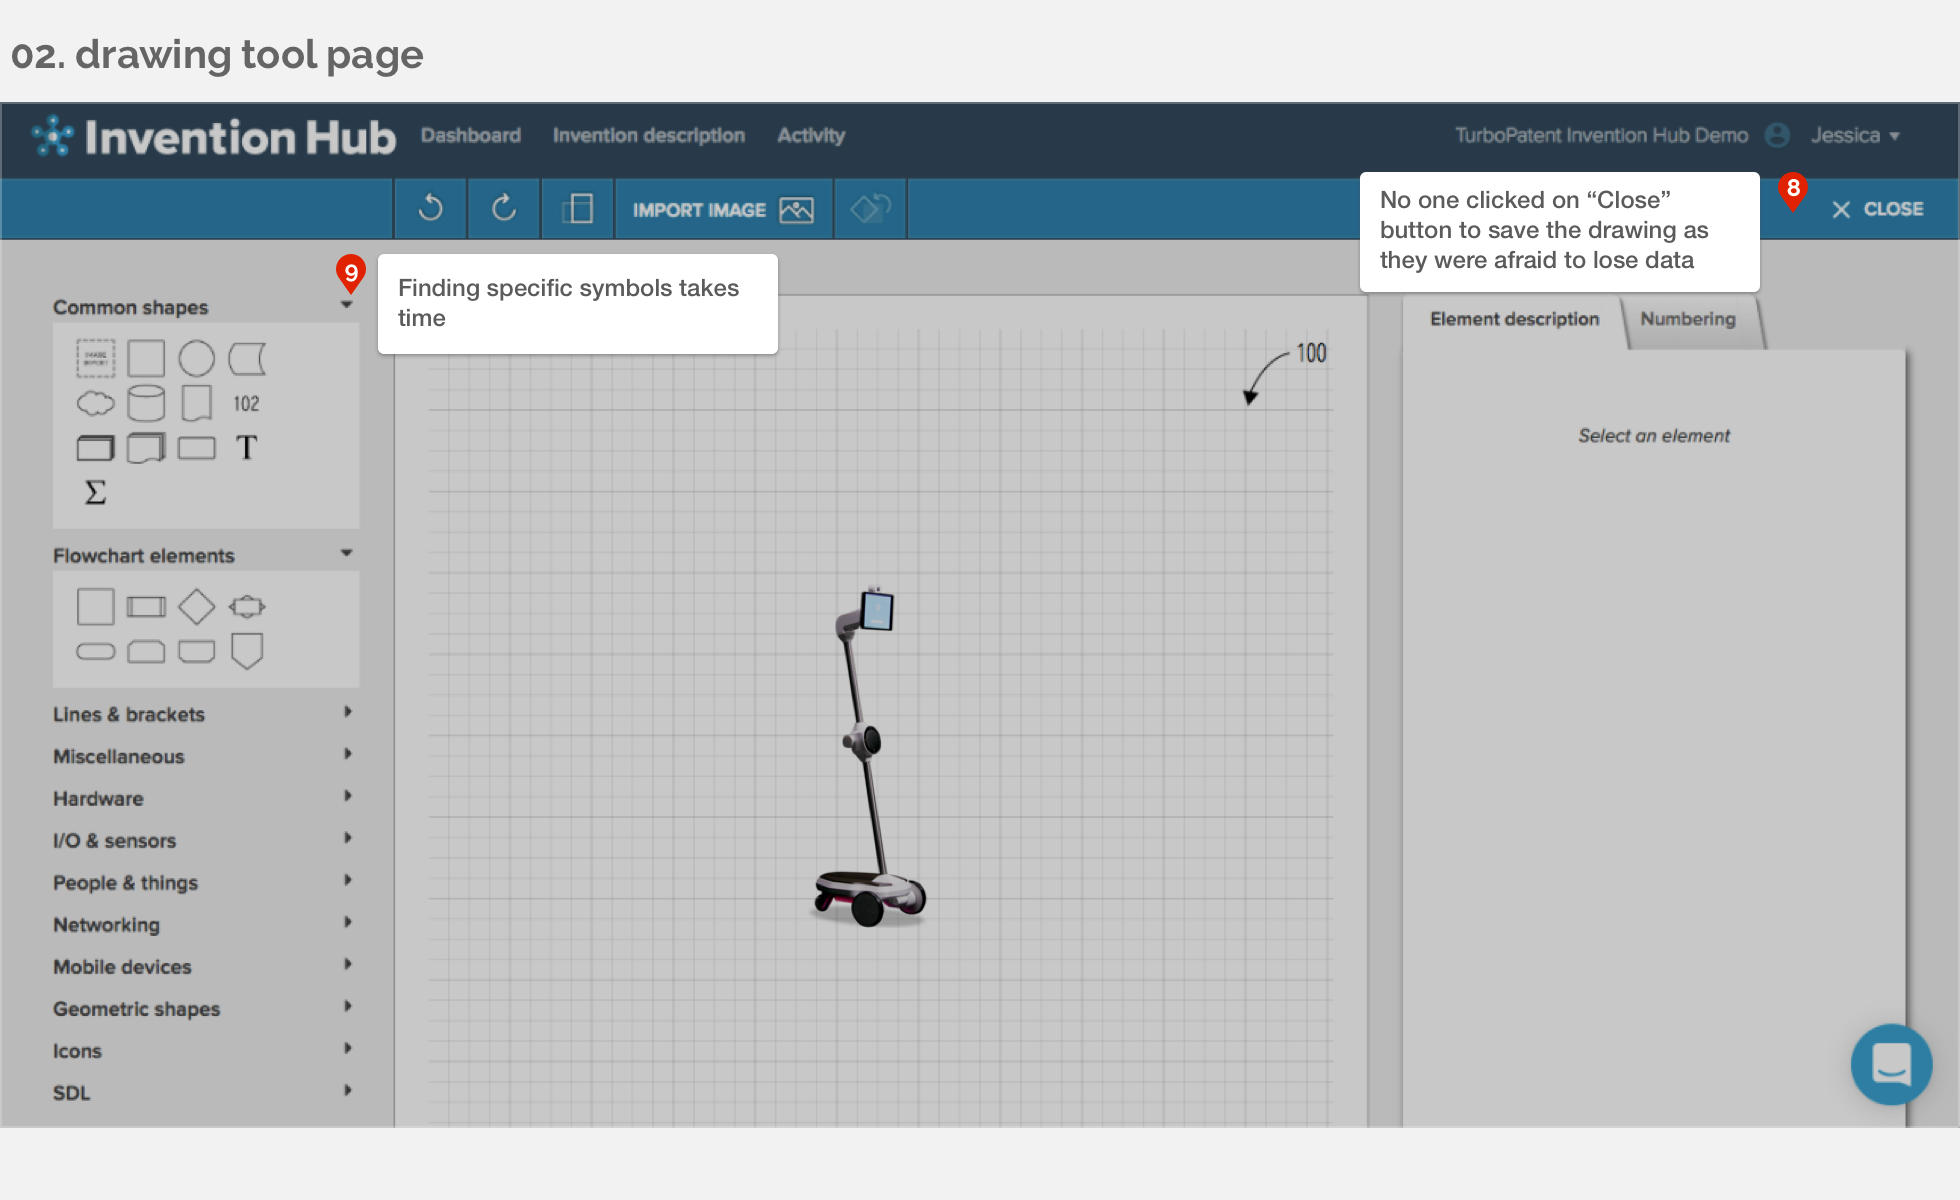 02. drawing tool page
Invention Hub
Dashboard
Invention description
Activity
TurboPatent Invention Hub Demo
Jessica
IMPORT IMAGE
No one clicked on “Close”
button to save the drawing as
they were afraid to lose data
8
CLOSE
9
Finding specific symbols takes
time
Common shapes
102
T
Σ
Flowchart elements
Lines & brackets
Miscellaneous
Hardware
I/O & sensors
People & things
Networking
Mobile devices
Geometric shapes
Icons
SDL
100
Element description
Numbering
Select an element